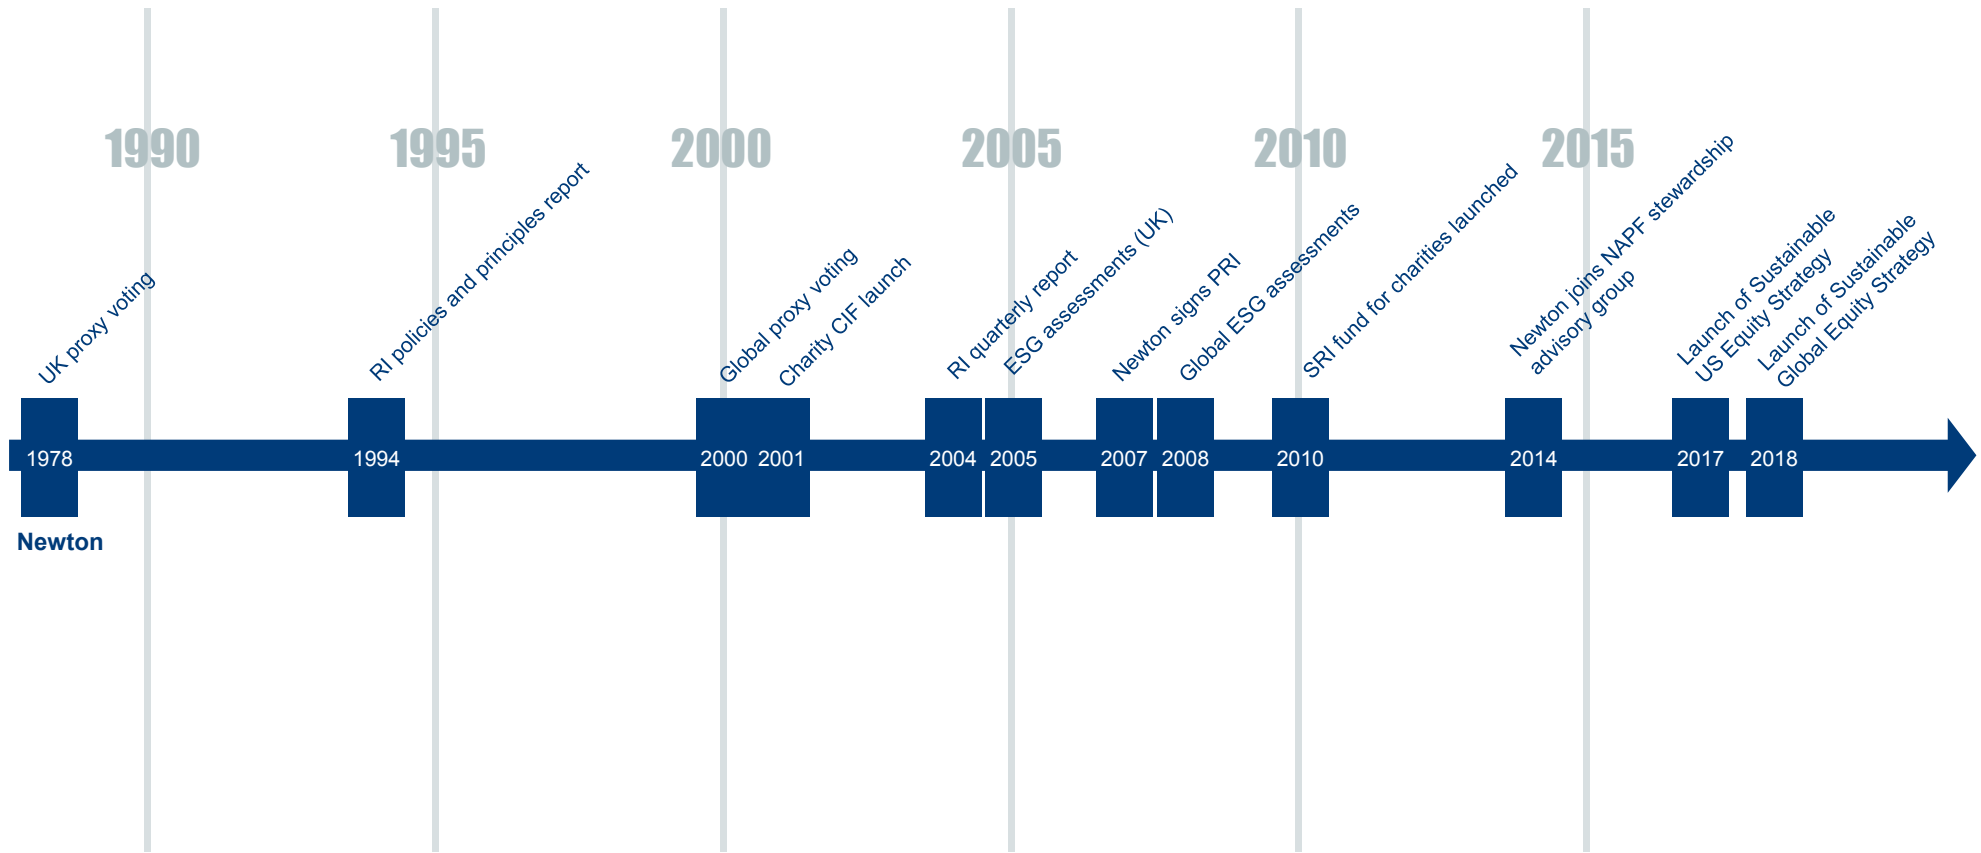 1990
1995
2000
2005
2010
2015
UK proxy voting
RI policies and principles report
Global proxy voting
Charity CIF launch
RI quarterly report
ESG assessments (UK)
Newton signs PRI
Global ESG assessments
SRI fund for charities launched
Newton joins NAPF stewardship
advisory group
Launch of Sustainable
US Equity Strategy
Launch of Sustainable
Global Equity Strategy
1978
1994
2000
2001
2004
2005
2007
2008
2010
2014
2017
2018
Newton